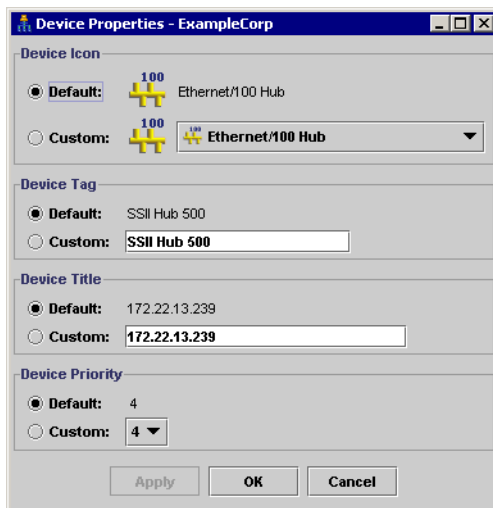 Device Properties - ExampleCorp
Device Icon
Default: 100 Ethernet/100 Hub
Custom: 100 100 Ethernet/100 Hub
Device Tag
Default: SSII Hub 500
Custom: SSII Hub 500
Device Title
Default: 172.22.13.239
Custom: 172.22.13.239
Device Priority
Default: 4
Custom: 4
Apply OK Cancel